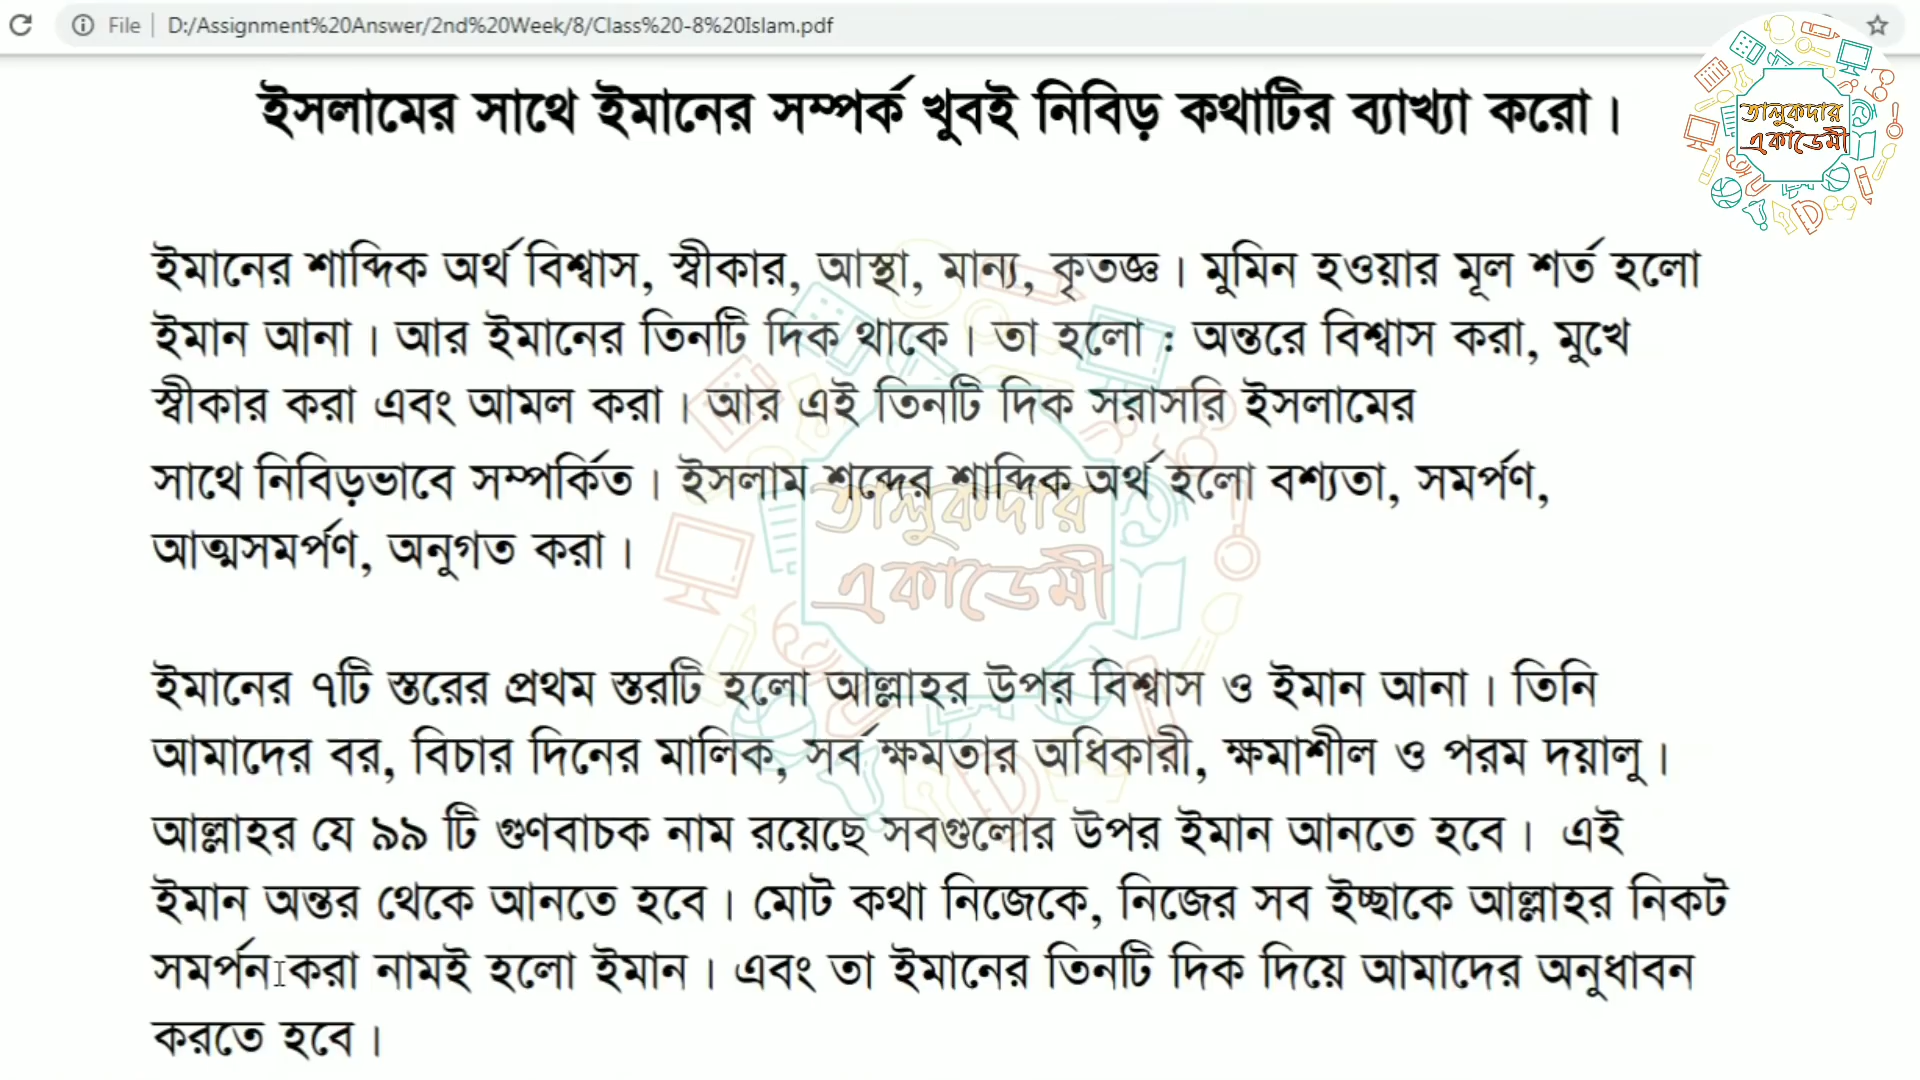 File | D:/Assignment%20Answer/2nd%20Week/8/Class%20-8%20Islam.pdf
তালুকদার
একাডেমী
ইসলামের সাথে ইমানের সম্পর্ক খুবই নিবিড় কথাটির ব্যাখ্যা করো।
ইমানের শাব্দিক অর্থ বিশ্বাস, স্বীকার, আস্থা, মান্য, কৃতজ্ঞ। মুমিন হওয়ার মূল শর্ত হলো
ইমান আনা। আর ইমানের তিনটি দিক থাকে। তা হলো : অন্তরে বিশ্বাস করা, মুখে
স্বীকার করা এবং আমল করা। আর এই তিনটি দিক সরাসরি ইসলামের
সাথে নিবিড়ভাবে সম্পর্কিত। ইসলাম শব্দের শাব্দিক অর্থ হলো বশ্যতা, সমর্পণ,
আত্মসমর্পণ, অনুগত করা।
তালুকদার
একাডেমী
ইমানের ৭টি স্তরের প্রথম স্তরটি হলো আল্লাহর উপর বিশ্বাস ও ইমান আনা। তিনি
আমাদের বর, বিচার দিনের মালিক, সর্ব ক্ষমতার অধিকারী, ক্ষমাশীল ও পরম দয়ালু।
আল্লাহর যে ৯৯ টি গুণবাচক নাম রয়েছে সবগুলোর উপর ইমান আনতে হবে। এই
ইমান অন্তর থেকে আনতে হবে। মোট কথা নিজেকে, নিজের সব ইচ্ছাকে আল্লাহর নিকট
সমর্পন করা নামই হলো ইমান। এবং তা ইমানের তিনটি দিক দিয়ে আমাদের অনুধাবন
করতে হবে।